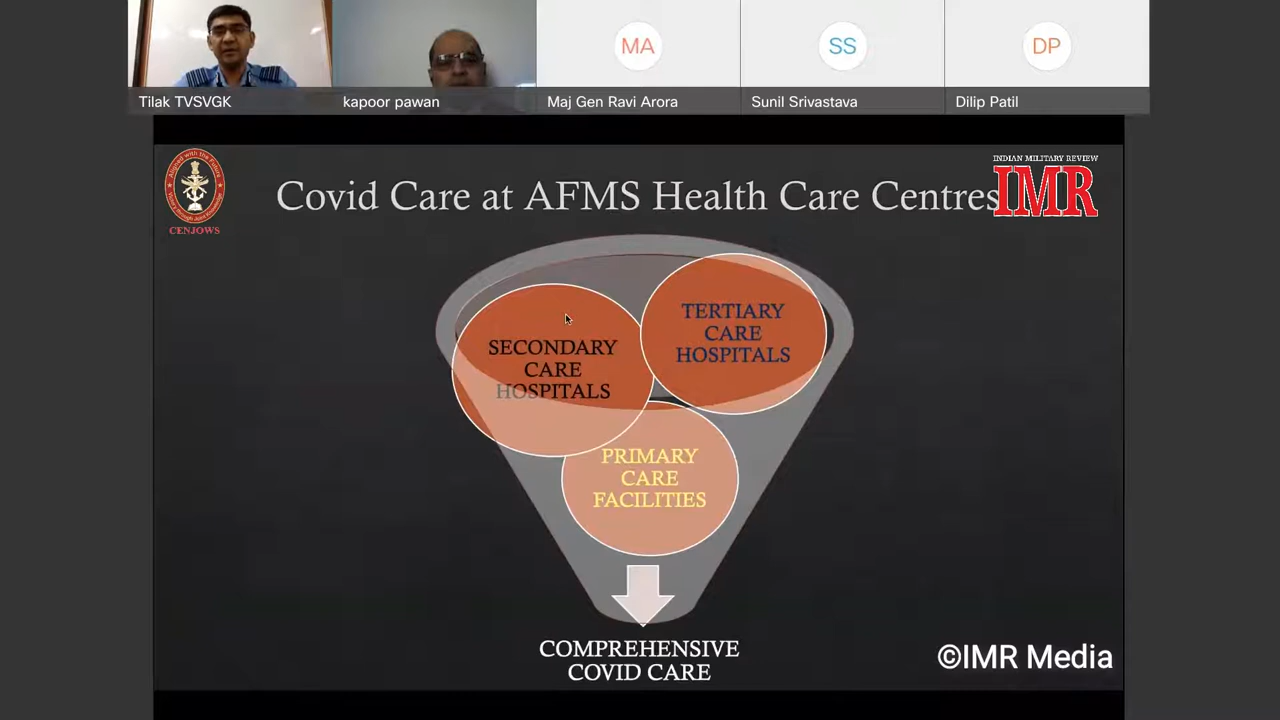 MA
SS
DP
Tilak TVSVGK
kapoor pawan
Maj Gen Ravi Arora
Sunil Srivastava
Dilip Patil
CENJOWS
Covid Care at AFMS Health Care Centres
INDIAN MILITARY REVIEW
IMR
SECONDARY
CARE
HOSPITALS
TERTIARY
CARE
HOSPITALS
PRIMARY
CARE
FACILITIES
COMPREHENSIVE
COVID CARE
©IMR Media